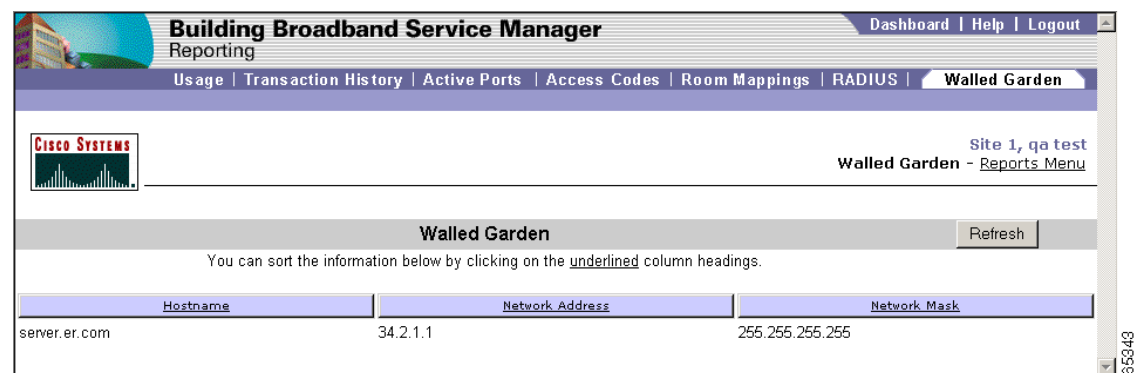 Building Broadband Service Manager
Dashboard | Help | Logout
Reporting
Usage | Transaction History | Active Ports | Access Codes | Room Mappings | RADIUS | Walled Garden
CISCO SYSTEMS
Site 1, qa test
Walled Garden - Reports Menu
Walled Garden
Refresh
You can sort the information below by clicking on the underlined column headings.
Hostname Network Address Network Mask
server.er.com 34.2.1.1 255.255.255.255
65343